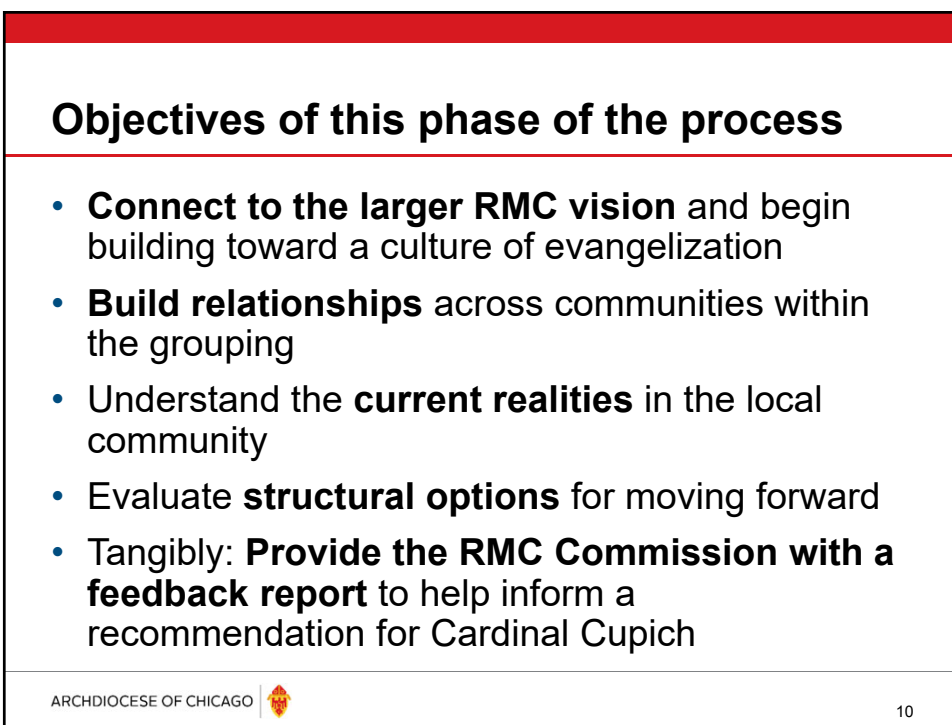 Objectives of this phase of the process
• Connect to the larger RMC vision and begin
building toward a culture of evangelization
• Build relationships across communities within
the grouping
• Understand the current realities in the local
community
• Evaluate structural options for moving forward
• Tangibly: Provide the RMC Commission with a
feedback report to help inform a
recommendation for Cardinal Cupich
ARCHDIOCESE OF CHICAGO
10